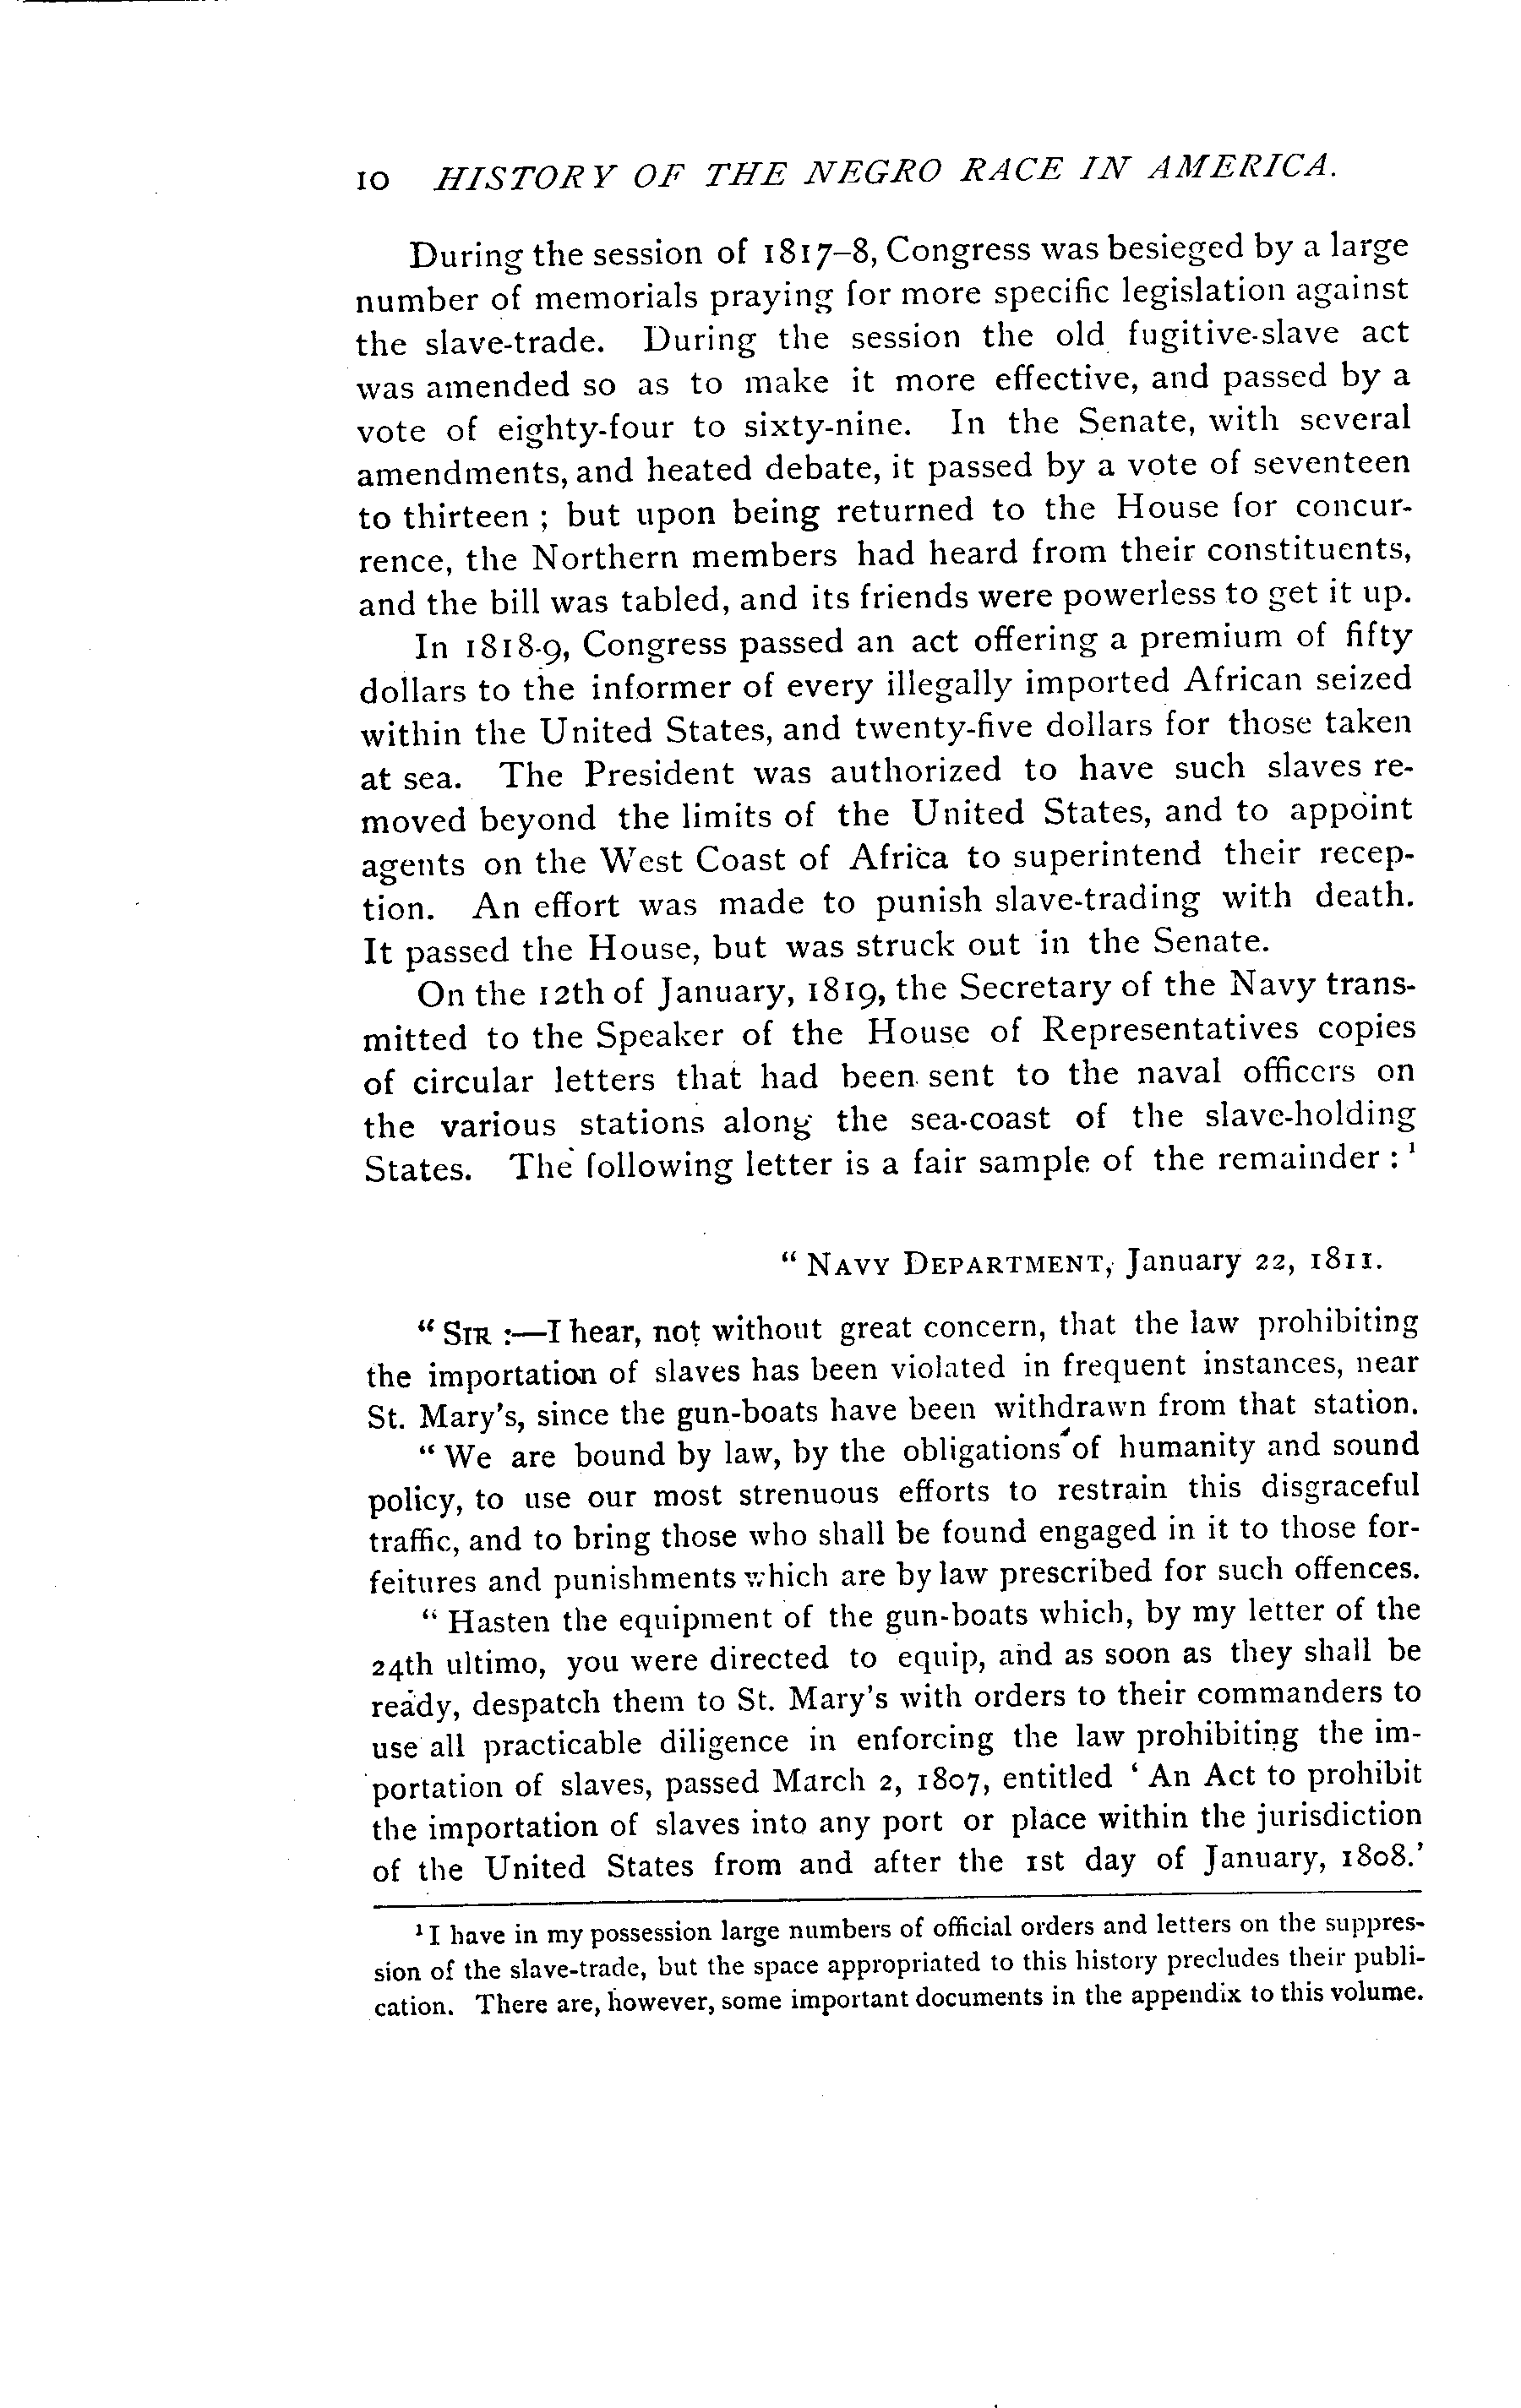 10 HISTORY OF THE NEGRO RACE IN AMERICA.
During the session of 1817–8, Congress was besieged by a large
number of memorials praying for more specific legislation against
the slave-trade. During the session the old fugitive-slave act
was amended so as to make it more effective, and passed by a
vote of eighty-four to sixty-nine. In the Senate, with several
amendments, and heated debate, it passed by a vote of seventeen
to thirteen ; but upon being returned to the House for concur-
rence, the Northern members had heard from their constituents,
and the bill was tabled, and its friends were powerless to get it up.
In 1818-9, Congress passed an act offering a premium of fifty
dollars to the informer of every illegally imported African seized
within the United States, and twenty-five dollars for those taken
at sea. The President was authorized to have such slaves re-
moved beyond the limits of the United States, and to appoint
agents on the West Coast of Africa to superintend their recep-
tion. An effort was made to punish slave-trading with death.
It passed the House, but was struck out in the Senate.
On the 12th of January, 1819, the Secretary of the Navy trans-
mitted to the Speaker of the House of Representatives copies
of circular letters that had been sent to the naval officers on
the various stations along the sea-coast of the slave-holding
States. The following letter is a fair sample of the remainder : ¹
“ NAVY DEPARTMENT, January 22, 1811.
“ SIR :—I hear, not without great concern, that the law prohibiting
the importation of slaves has been violated in frequent instances, near
St. Mary's, since the gun-boats have been withdrawn from that station.
“ We are bound by law, by the obligations of humanity and sound
policy, to use our most strenuous efforts to restrain this disgraceful
traffic, and to bring those who shall be found engaged in it to those for-
feitures and punishments which are by law prescribed for such offences.
“ Hasten the equipment of the gun-boats which, by my letter of the
24th ultimo, you were directed to equip, and as soon as they shall be
ready, despatch them to St. Mary's with orders to their commanders to
use all practicable diligence in enforcing the law prohibiting the im-
portation of slaves, passed March 2, 1807, entitled ‘ An Act to prohibit
the importation of slaves into any port or place within the jurisdiction
of the United States from and after the 1st day of January, 1808.’
¹ I have in my possession large numbers of official orders and letters on the suppres-
sion of the slave-trade, but the space appropriated to this history precludes their publi-
cation. There are, however, some important documents in the appendix to this volume.